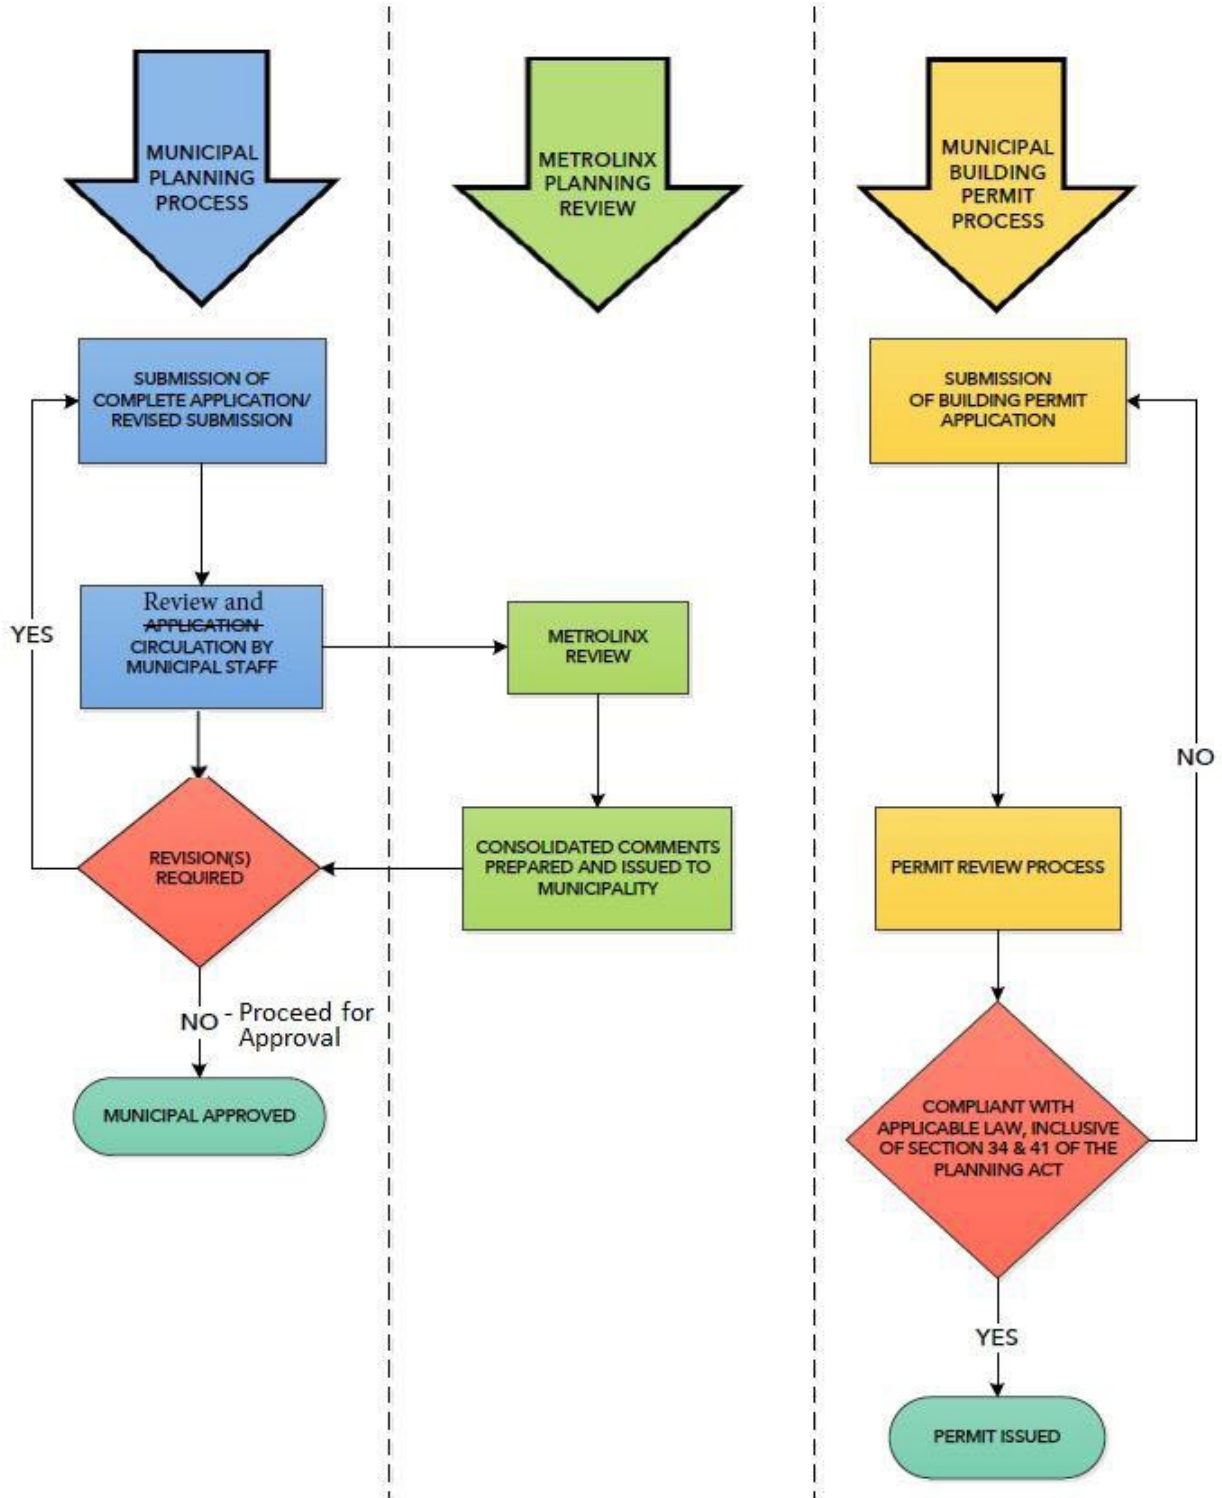 MUNICIPAL
PLANNING
PROCESS
METROLINX
PLANNING
REVIEW
MUNICIPAL
BUILDING
PERMIT
PROCESS
SUBMISSION OF
COMPLETE APPLICATION/
REVISED SUBMISSION
SUBMISSION
OF BUILDING PERMIT
APPLICATION
YES
Review and
APPLICATION
CIRCULATION BY
MUNICIPAL STAFF
METROLINX
REVIEW
NO
REVISION(S)
REQUIRED
CONSOLIDATED COMMENTS
PREPARED AND ISSUED TO
MUNICIPALITY
PERMIT REVIEW PROCESS
NO - Proceed for
Approval
MUNICIPAL APPROVED
COMPLIANT WITH
APPLICABLE LAW, INCLUSIVE
OF SECTION 34 & 41 OF THE
PLANNING ACT
YES
PERMIT ISSUED